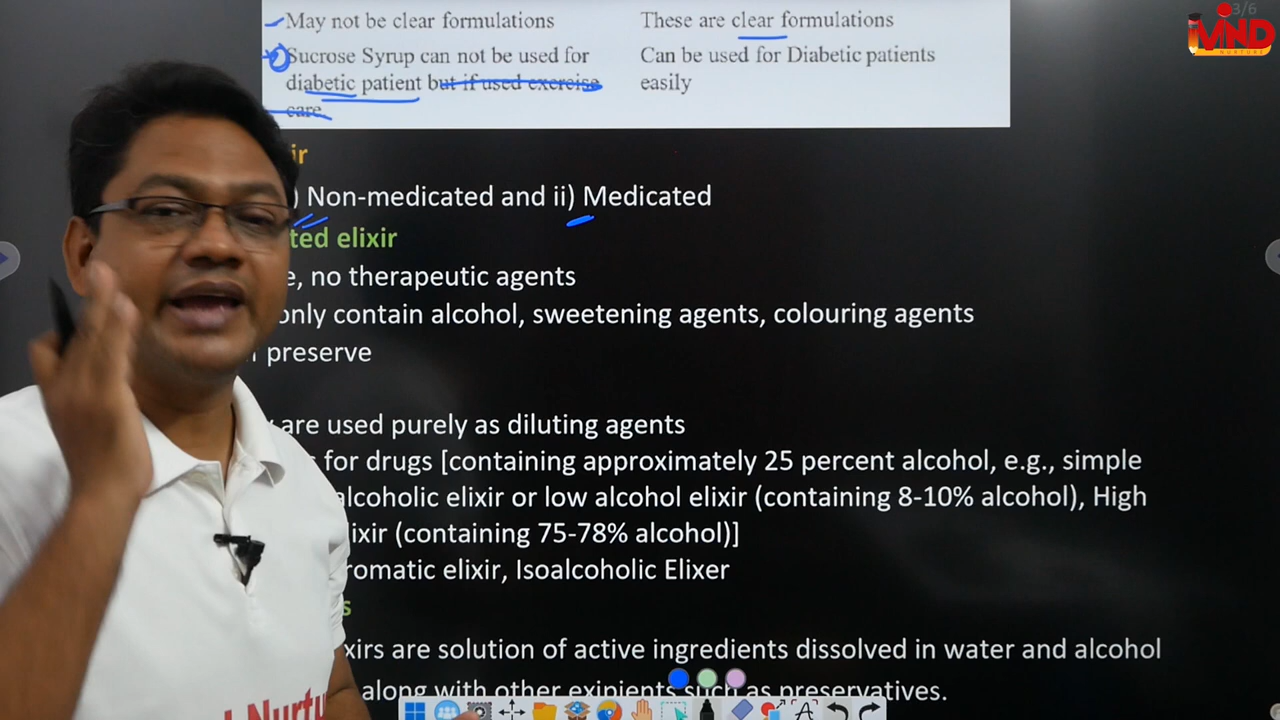 May not be clear formulations
These are clear formulations
Sucrose Syrup can not be used for
diabetic patient but if used exercise
care.
Can be used for Diabetic patients
easily
3/6
MIND
NURTURE
) Non-medicated and ii) Medicated
ted elixir
e, no therapeutic agents
only contain alcohol, sweetening agents, colouring agents
preserve
are used purely as diluting agents
for drugs [containing approximately 25 percent alcohol, e.g., simple
alcoholic elixir or low alcohol elixir (containing 8-10% alcohol), High
lixir (containing 75-78% alcohol)]
romatic elixir, Isoalcoholic Elixer
s
xirs are solution of active ingredients dissolved in water and alcohol
along with other exipients such as preservatives.
Nurtu